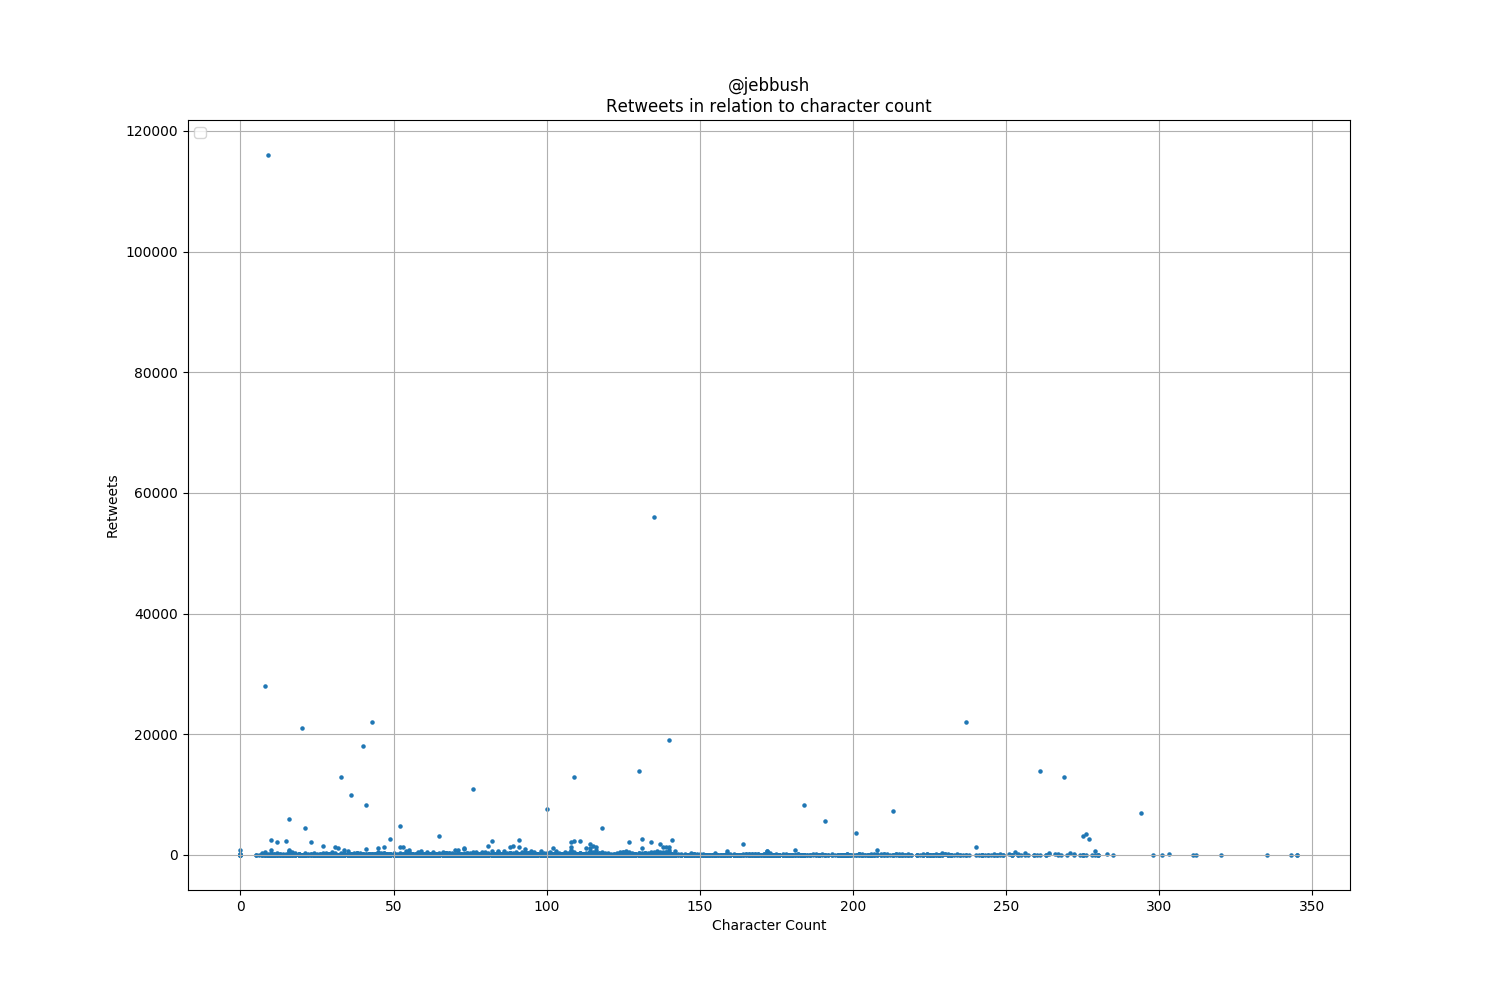 @jebbush
Retweets in relation to character count
120000
100000
80000
60000
40000
20000
0
Retweets
0 50 100 150 200 250 300 350
Character Count